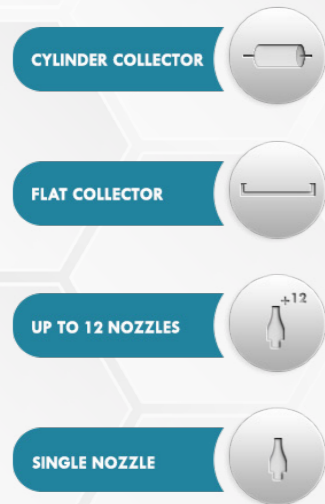 CYLINDER COLLECTOR
FLAT COLLECTOR
UP TO 12 NOZZLES
+12
SINGLE NOZZLE